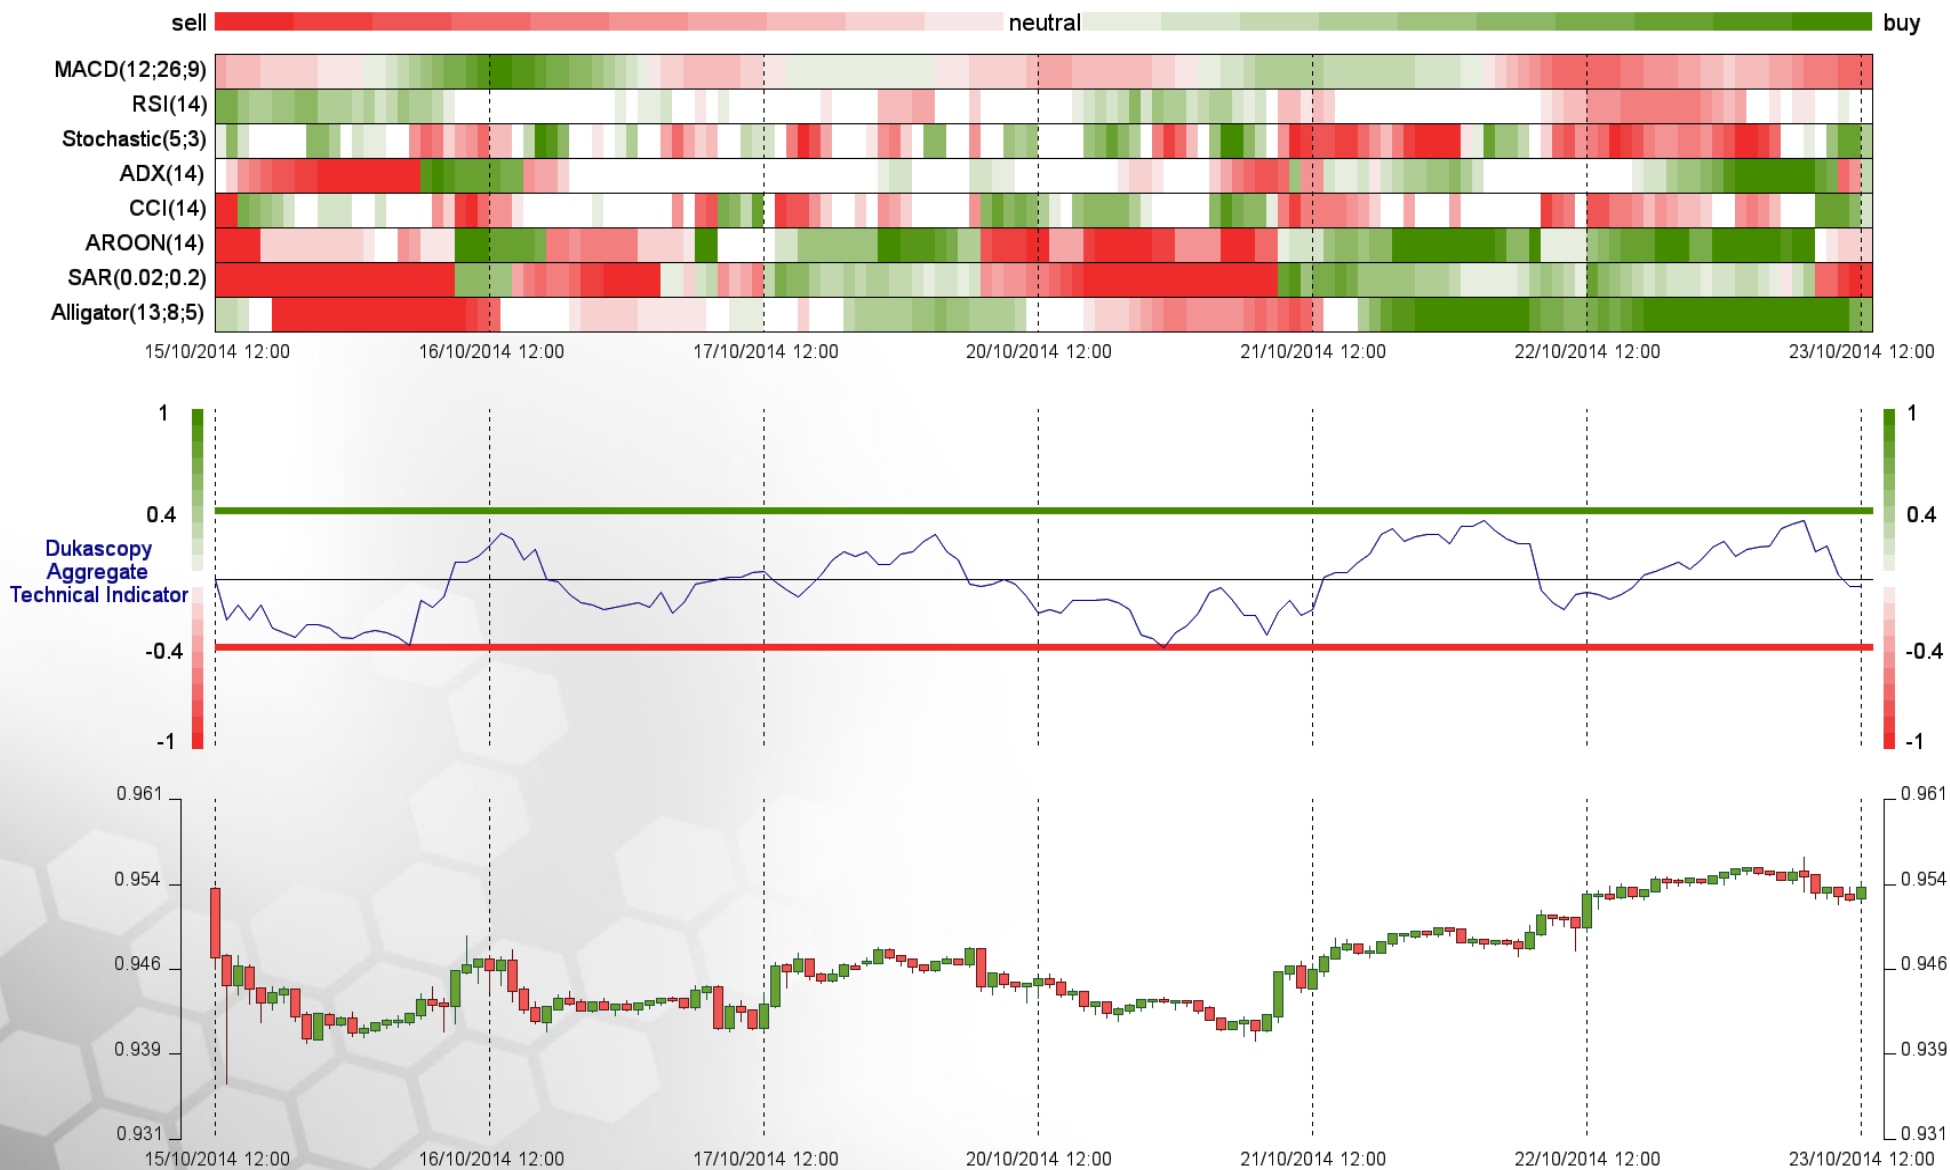 sell neutral buy
MACD(12;26;9)
RSI(14)
Stochastic(5;3)
ADX(14)
CCI(14)
AROON(14)
SAR(0.02;0.2)
Alligator(13;8;5)
15/10/2014 12:00 16/10/2014 12:00 17/10/2014 12:00 20/10/2014 12:00 21/10/2014 12:00 22/10/2014 12:00 23/10/2014 12:00
1 1
0.4 0.4
Dukascopy
Aggregate
Technical Indicator
-0.4 -0.4
-1 -1
0.961 0.961
0.954 0.954
0.946 0.946
0.939 0.939
0.931 0.931
15/10/2014 12:00 16/10/2014 12:00 17/10/2014 12:00 20/10/2014 12:00 21/10/2014 12:00 22/10/2014 12:00 23/10/2014 12:00